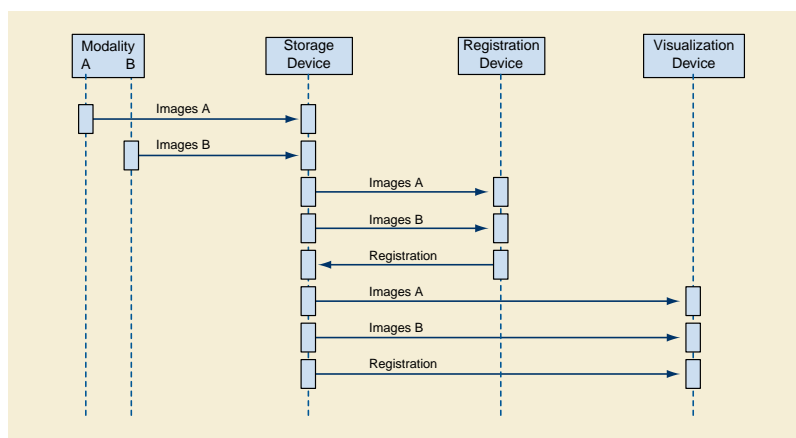 Modality
A B
Storage
Device
Registration
Device
Visualization
Device
Images A
Images B
Images A
Images B
Registration
Images A
Images B
Registration